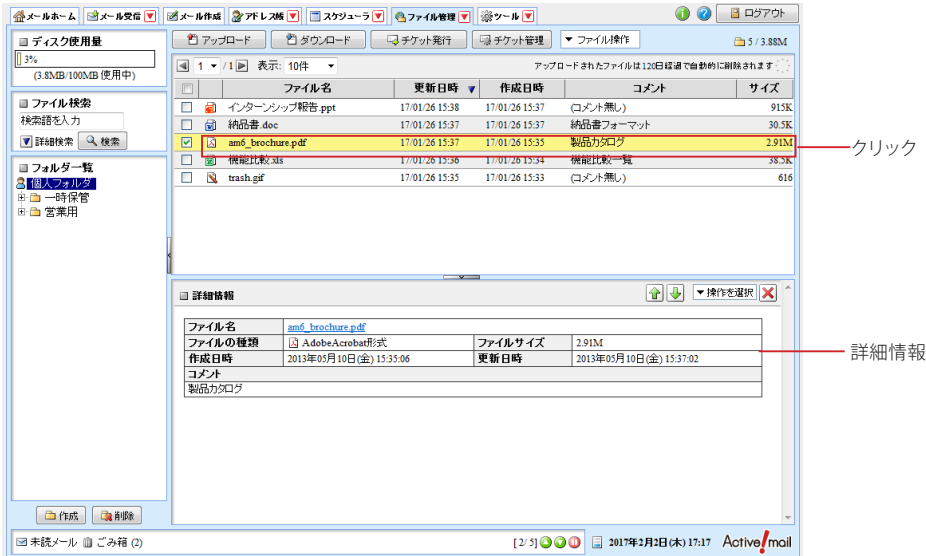 メールホーム メール受信 メール作成 アドレス帳 スケジューラ ファイル管理 ツール ログアウト
ディスク使用量
3%
(3.8MB/100MB 使用中)
アップロード ダウンロード チケット発行 チケット管理 ファイル操作 5 / 3.88M
1 / 1 表示: 10件 アップロードされたファイルは120日経過で自動的に削除されます
ファイル名 更新日時 作成日時 コメント サイズ
インターンシップ報告.ppt 17/01/26 15:38 17/01/26 15:37 (コメント無し) 915K
納品書.doc 17/01/26 15:37 17/01/26 15:37 納品書フォーマット 30.5K
am6_brochure.pdf 17/01/26 15:37 17/01/26 15:35 製品カタログ 2.91M
機能比較.xls 17/01/26 15:36 17/01/26 15:34 機能比較一覧 38.5K
trash.gif 17/01/26 15:35 17/01/26 15:33 (コメント無し) 616
クリック
ファイル検索
検索語を入力
詳細検索 検索
フォルダ一覧
個人フォルダ
一時保管
営業用
詳細情報 操作を選択
ファイル名 am6_brochure.pdf
ファイルの種類 AdobeAcrobat形式 ファイルサイズ 2.91M
作成日時 2013年05月10日(金) 15:35:06 更新日時 2013年05月10日(金) 15:37:02
コメント
製品カタログ
詳細情報
作成 削除
未読メール ごみ箱 (2) [2/5] 2017年2月2日(木) 17:17 Active!mail